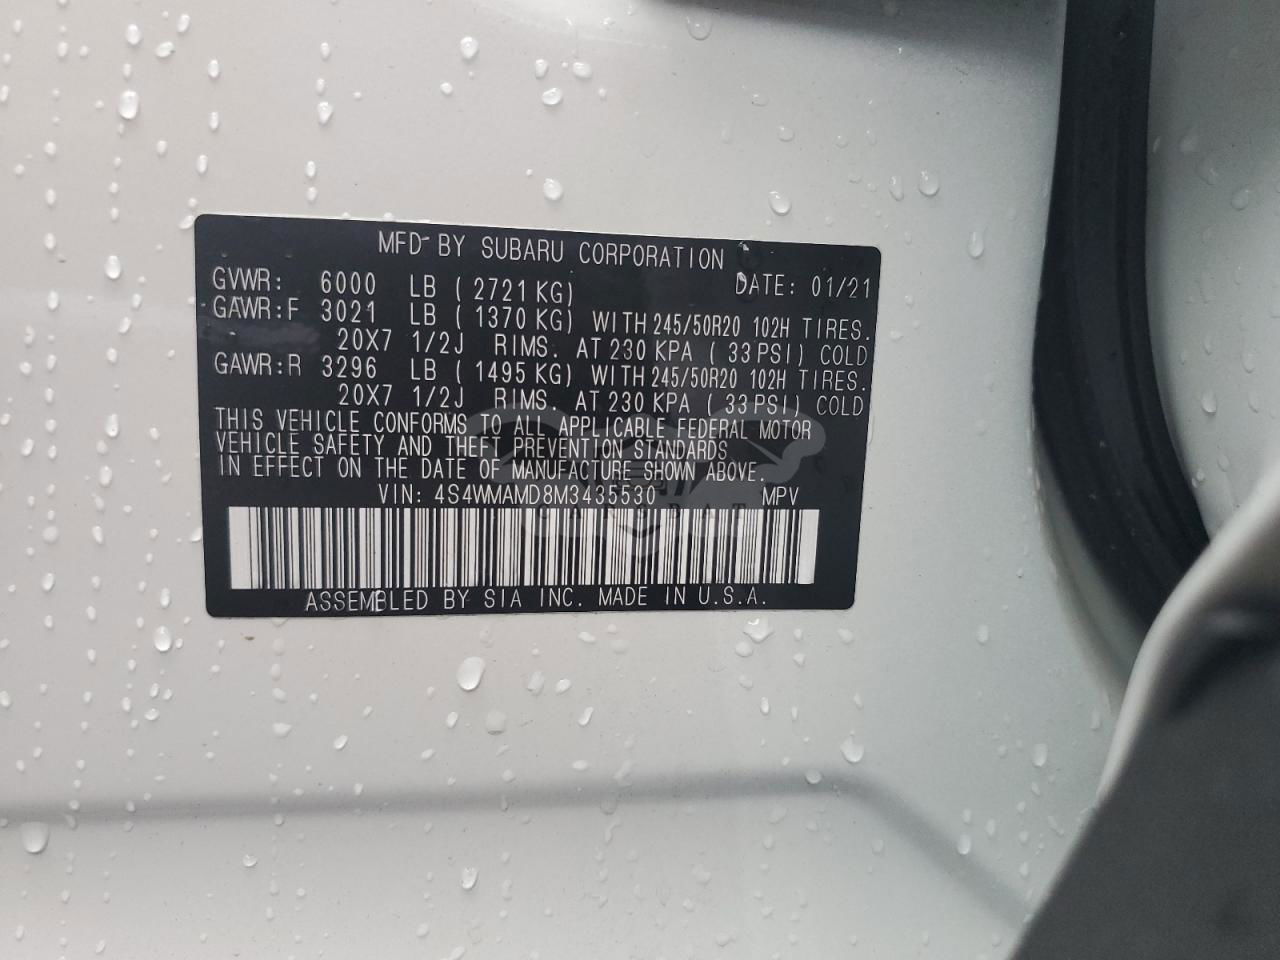 MFD BY SUBARU CORPORATION
DATE: 01/21
GVWR: 6000 LB ( 2721 KG)
GAWR:F 3021 LB ( 1370 KG) WITH 245/50R20 102H TIRES.
20X7 1/2J RIMS. AT 230 KPA ( 33 PSI) COLD
GAWR:R 3296 LB ( 1495 KG) WITH 245/50R20 102H TIRES.
20X7 1/2J RIMS. AT 230 KPA ( 33 PSI) COLD
THIS VEHICLE CONFORMS TO ALL APPLICABLE FEDERAL MOTOR
VEHICLE SAFETY AND THEFT PREVENTION STANDARDS
IN EFFECT ON THE DATE OF MANUFACTURE SHOWN ABOVE.
VIN: 4S4WMAMD8M3435530 MPV
ASSEMBLED BY SIA INC. MADE IN U.S.A.